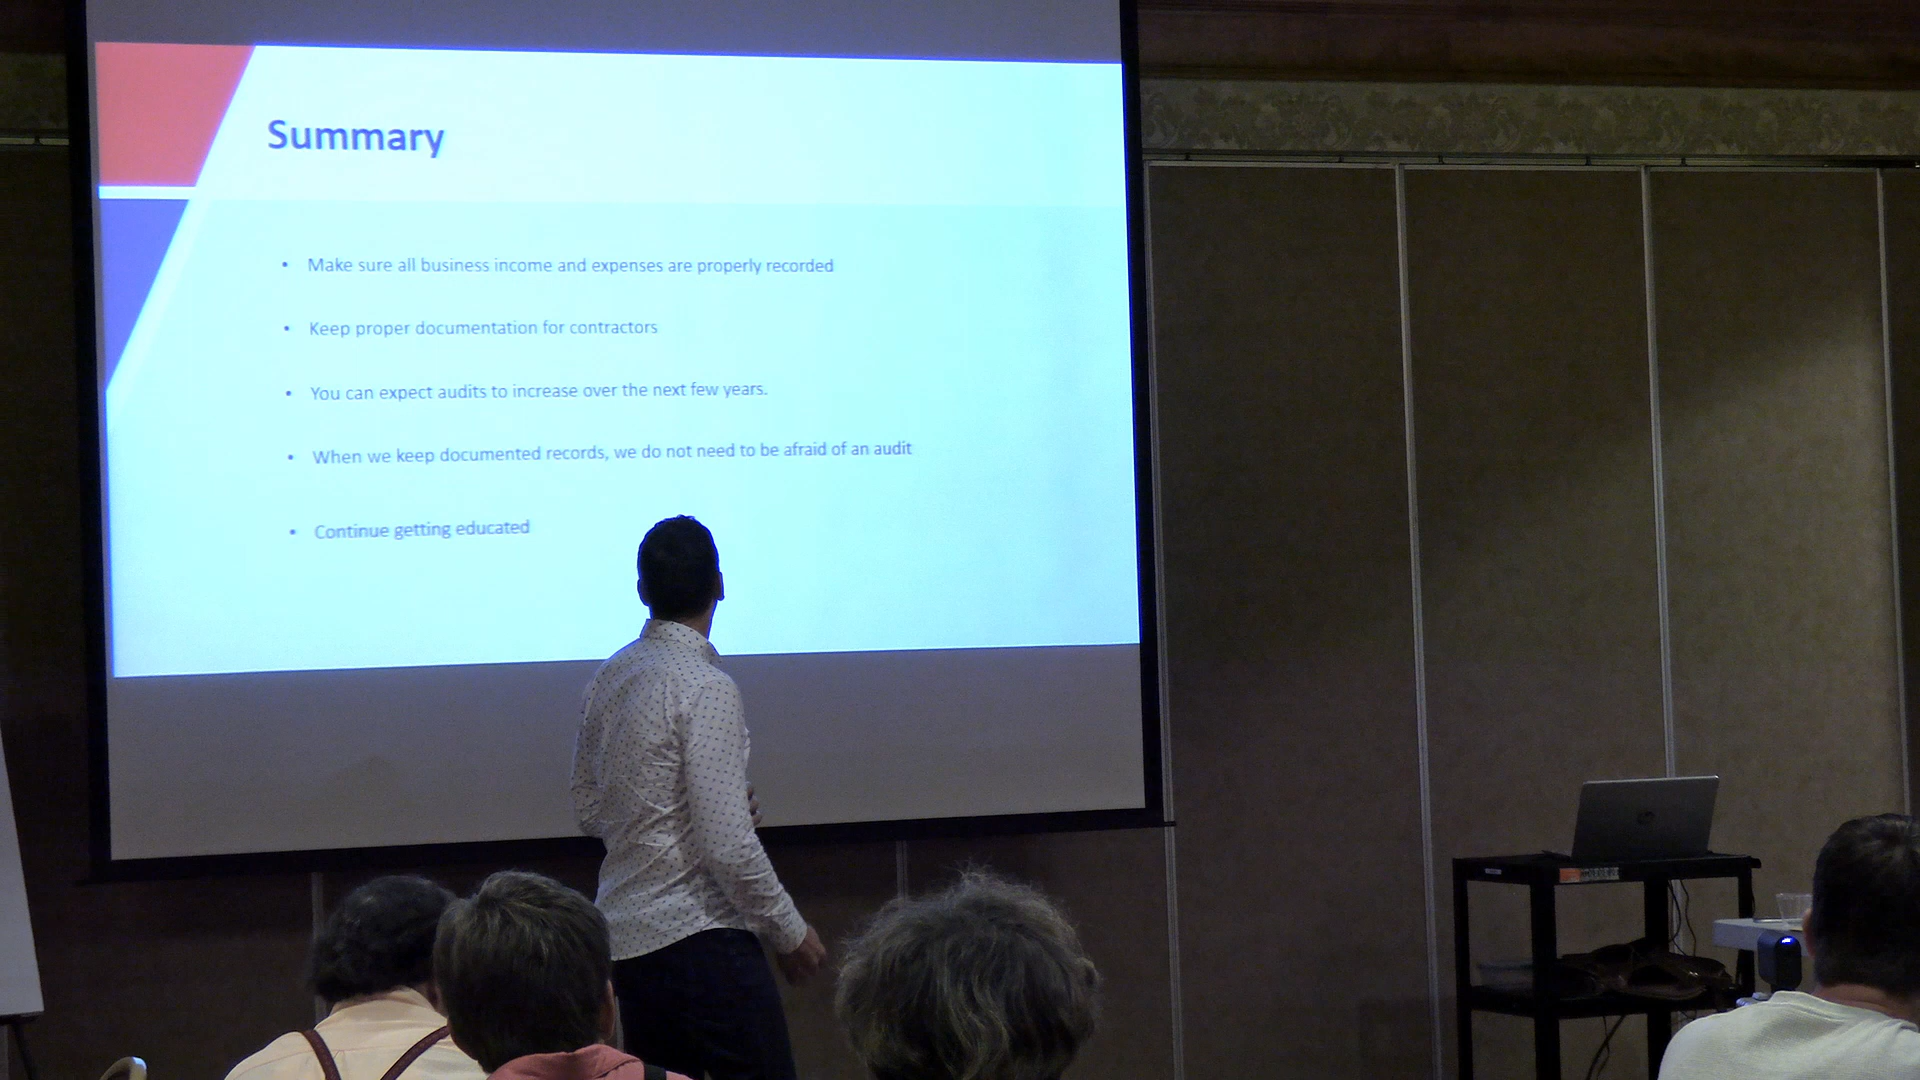 Summary
• Make sure all business income and expenses are properly recorded
• Keep proper documentation for contractors
• You can expect audits to increase over the next few years.
• When we keep documented records, we do not need to be afraid of an audit
• Continue getting educated